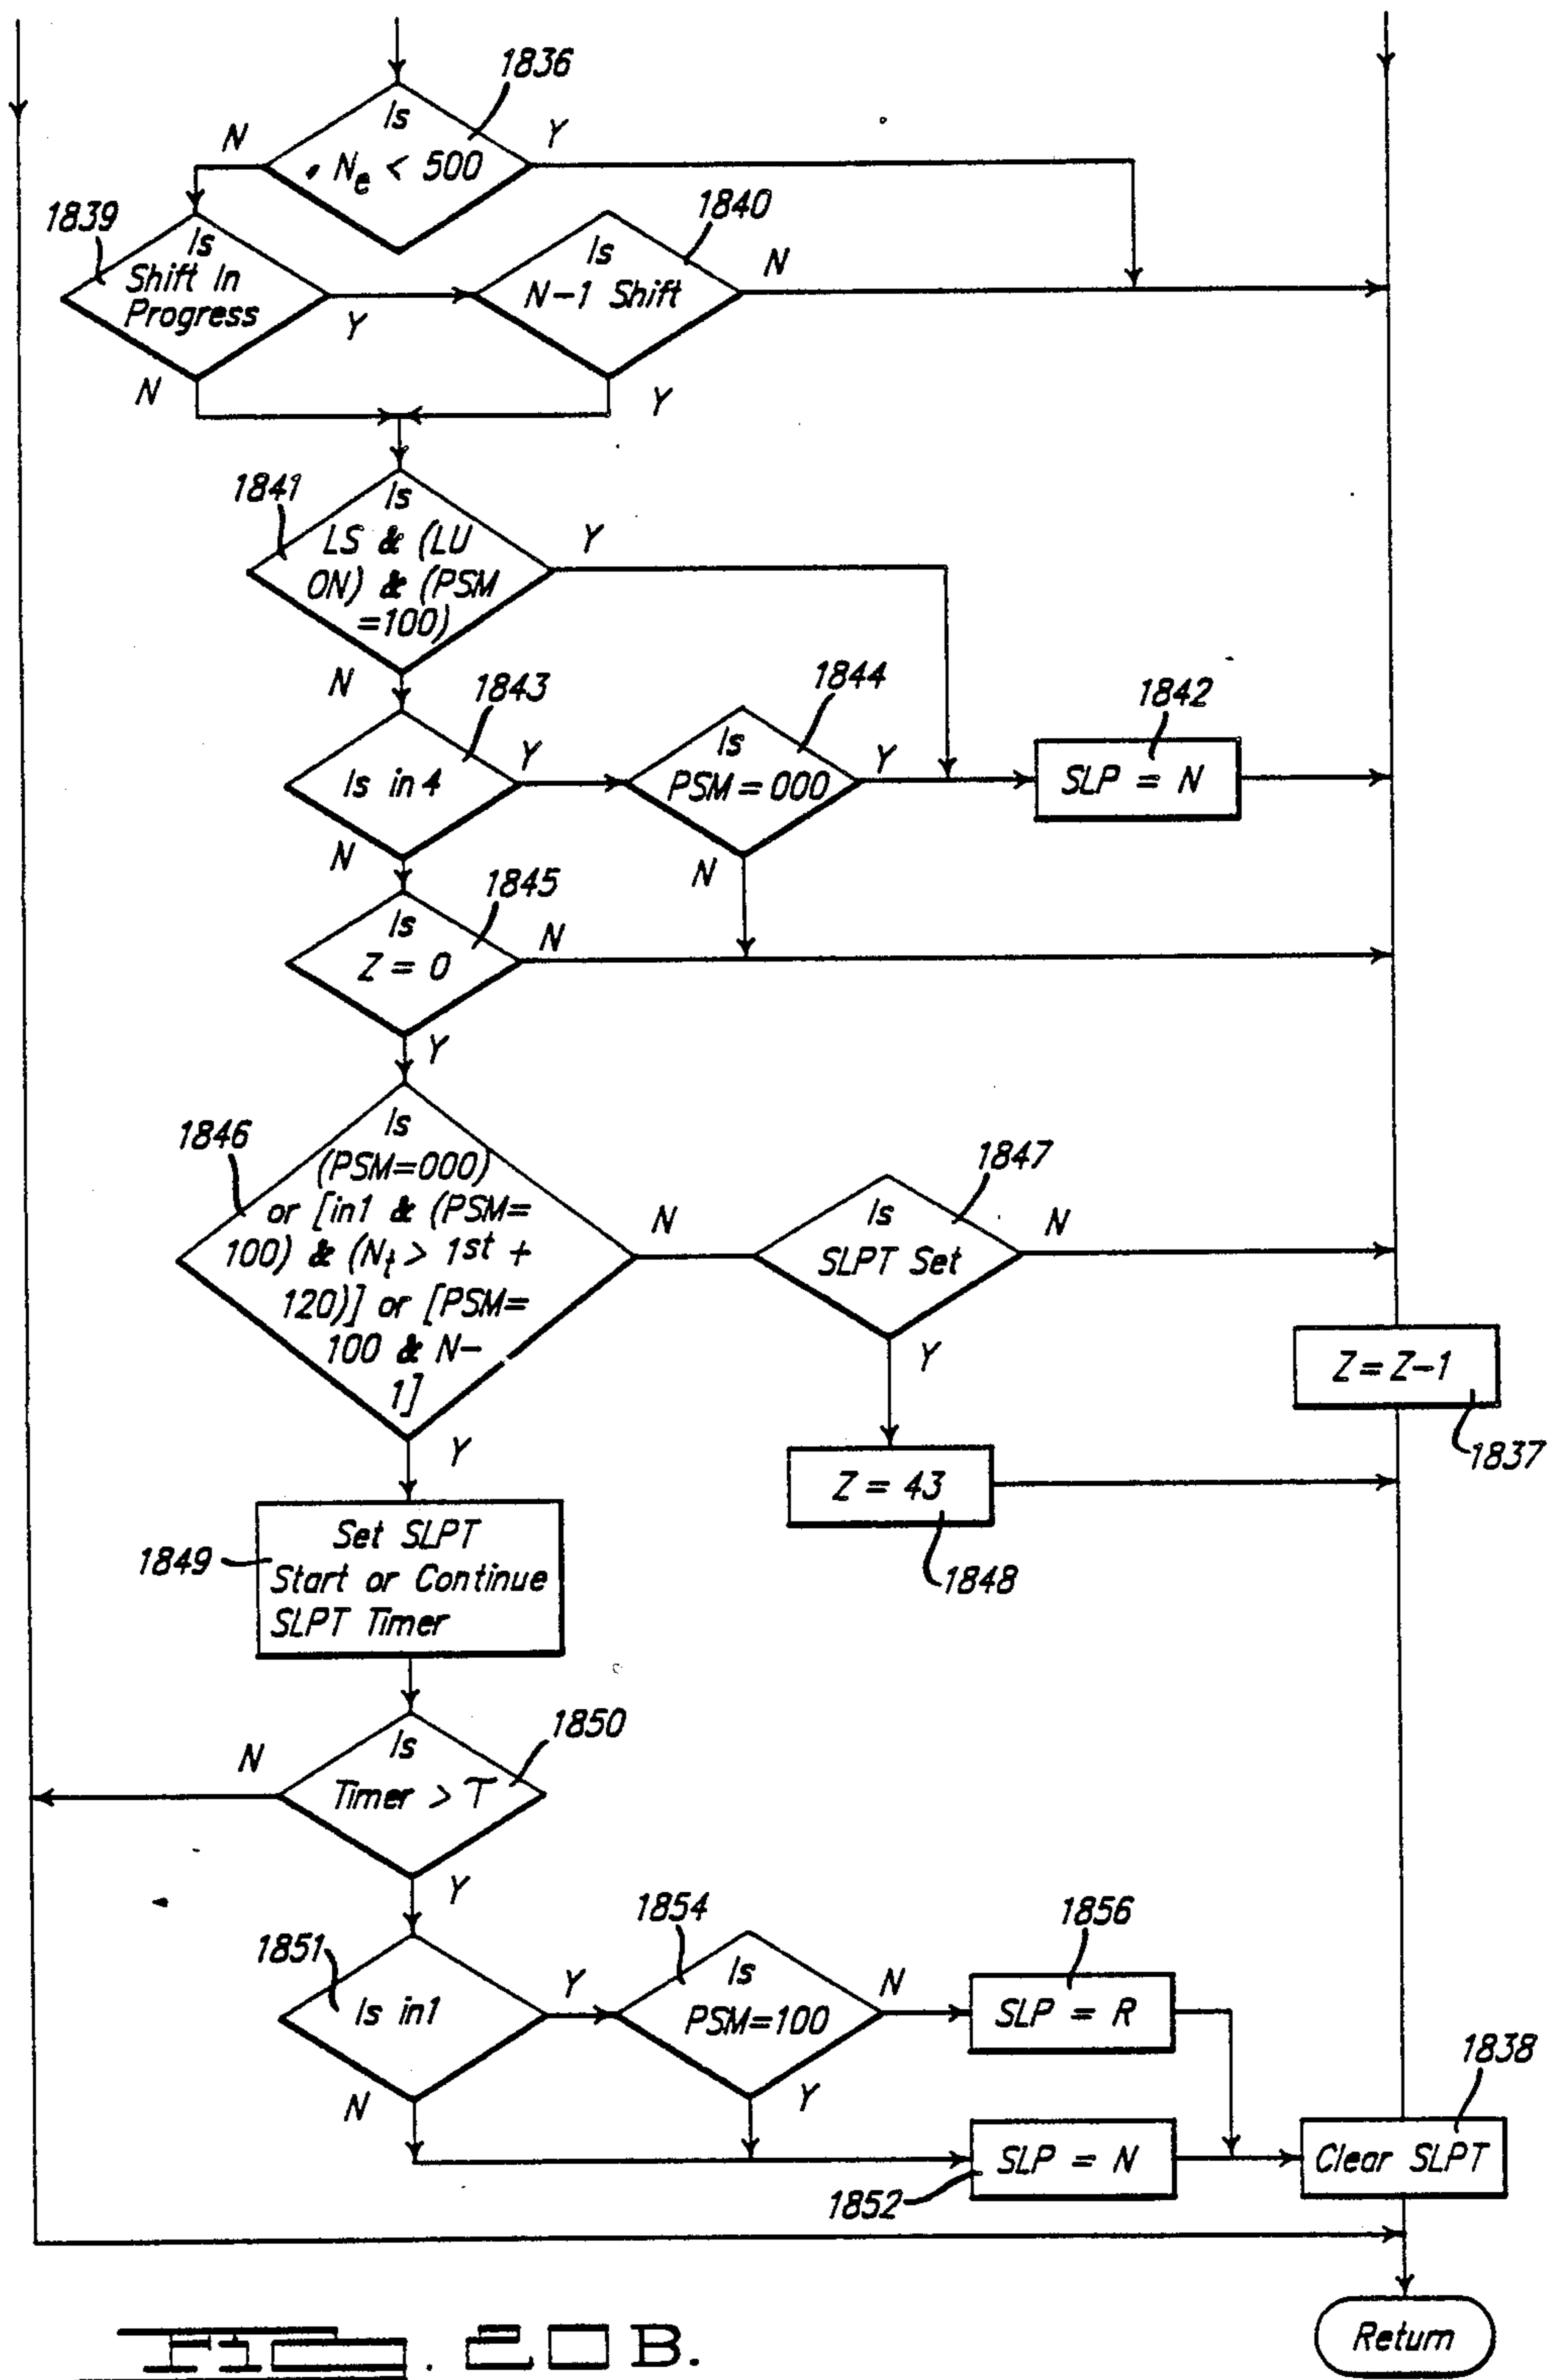 1836
Is
N
Y
Ne < 500
1839
1840
Is
Is
N
Shift In
N-1 Shift
Progress
Y
N
Y
1841
Is
Y
LS & (LU
ON) & (PSM
=100)
N
1843
1844
1842
Is
Y
Y
Is in 4
PSM = 000
SLP = N
N
N
1845
Is
N
Z = 0
Y
1846
Is
1847
(PSM=000)
or [in1 & (PSM=
N
Is
N
100) & (Nt > 1st +
SLPT Set
120)] or [PSM=
100 & N-
Y
Z = Z-1
1]
Y
1837
Z = 43
Set SLPT
1849
Start or Continue
1848
SLPT Timer
1850
N
Is
Timer > T
Y
1854
1856
1851
Y
Is
N
Is in1
PSM=100
SLP = R
1838
N
Y
SLP = N
Clear SLPT
1852
Return
FIG. 20B.